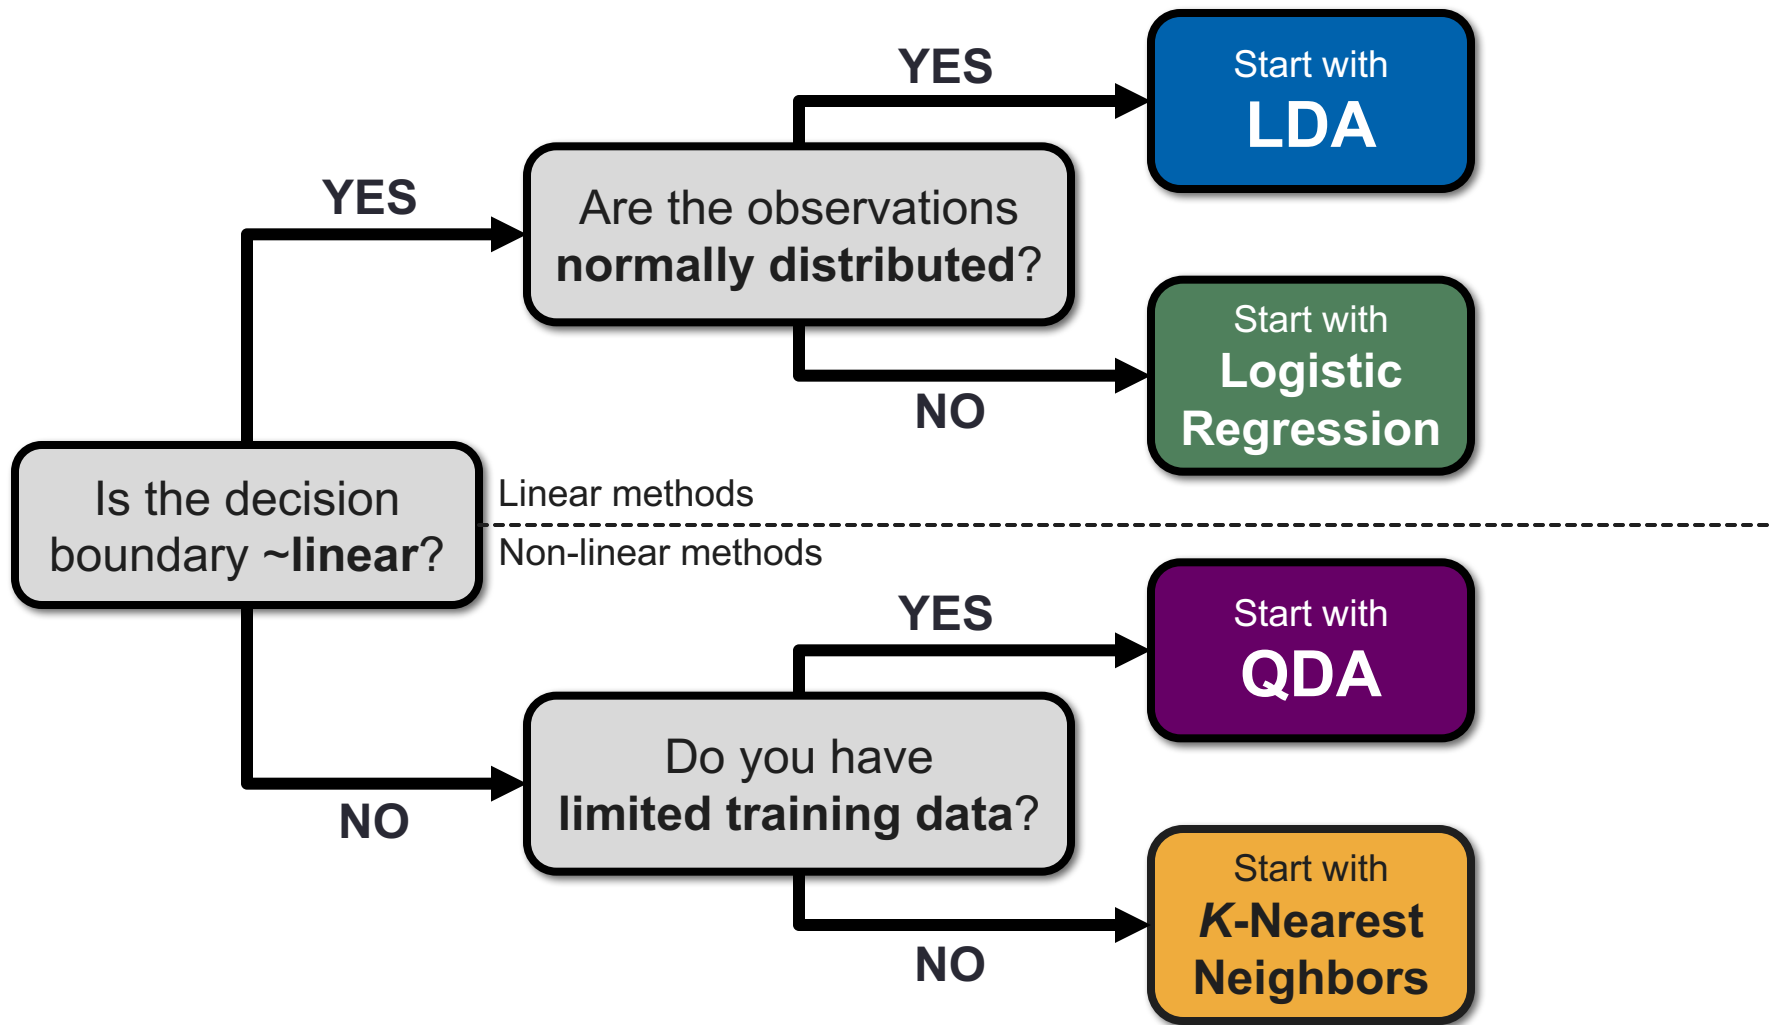 YES
Start with
LDA
YES
Are the observations
normally distributed?
Start with
Logistic
Regression
NO
Is the decision
boundary ~linear?
Linear methods
Non-linear methods
YES
Start with
QDA
NO
Do you have
limited training data?
Start with
K-Nearest
Neighbors
NO